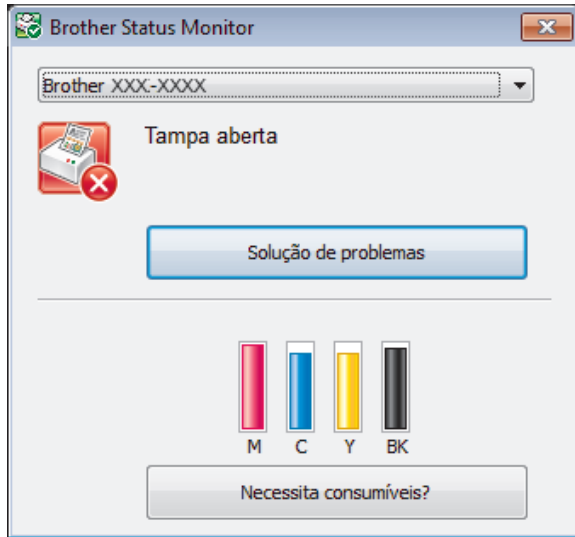 Brother Status Monitor
Brother XXX-XXXX
Tampa aberta
Solução de problemas
M C Y BK
Necessita consumíveis?